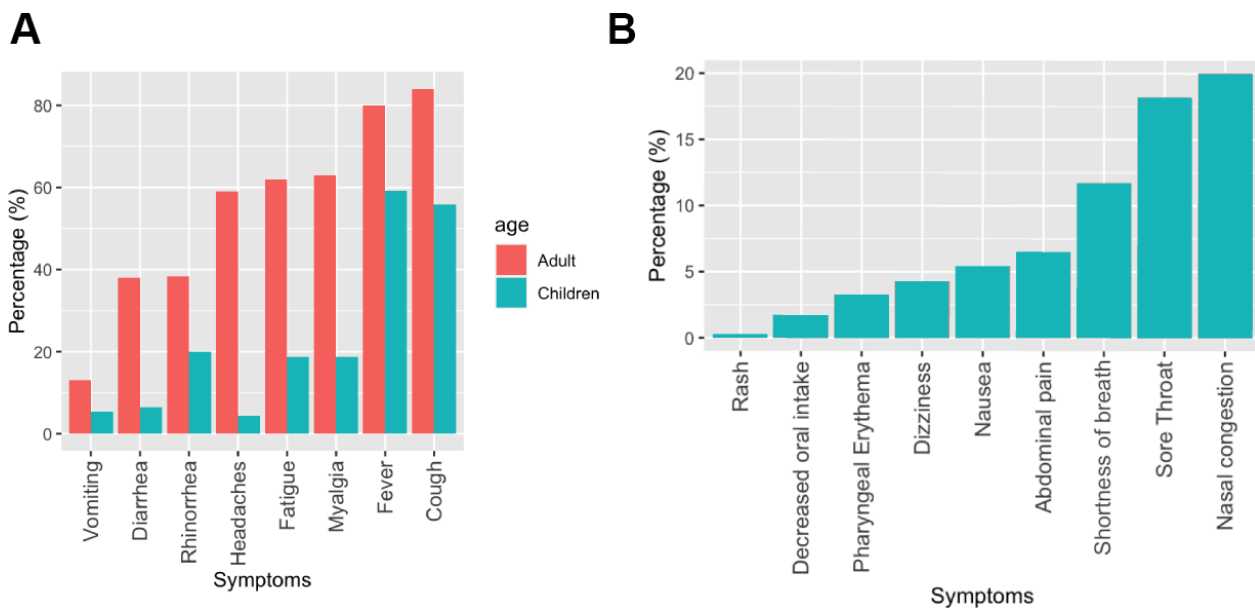 A
Percentage (%)
80
60
40
20
0
Vomiting
Diarrhea
Rhinorrhea
Headaches
Fatigue
Myalgia
Fever
Cough
Symptoms
age
Adult
Children
B
Percentage (%)
20
15
10
5
0
Rash
Decreased oral intake
Pharyngeal Erythema
Dizziness
Nausea
Abdominal pain
Shortness of breath
Sore Throat
Nasal congestion
Symptoms